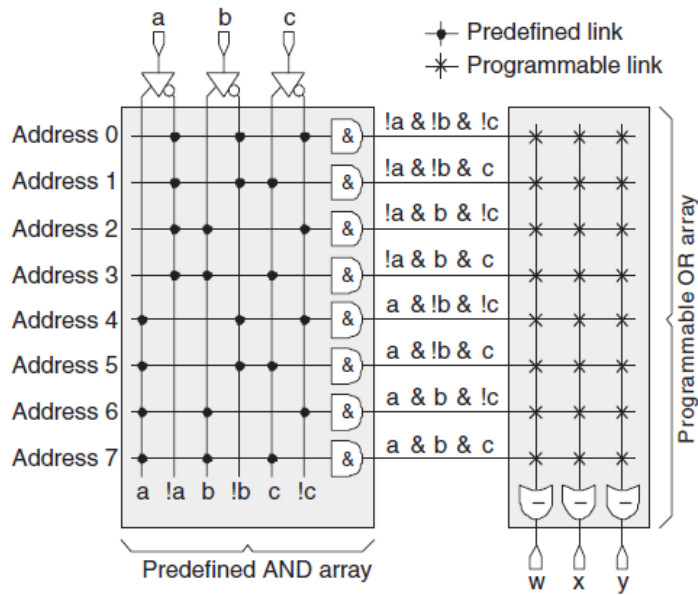 a b c
Predefined link
Programmable link
Address 0 & !a & !b & !c
Address 1 & !a & !b & c
Address 2 & !a & b & !c
Address 3 & !a & b & c
Address 4 & a & !b & !c
Address 5 & a & !b & c
Address 6 & a & b & !c
Address 7 & a & b & c
a !a b !b c !c
Predefined AND array
Programmable OR array
w x y